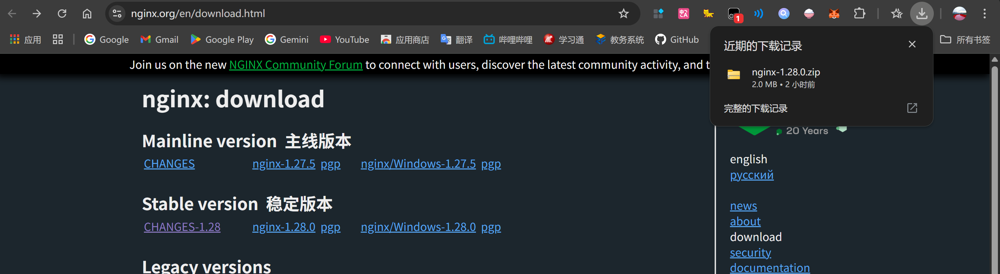 nginx.org/en/download.html
1
应用
Google
Gmail
Google Play
Gemini
YouTube
应用商店
翻译
哔哩哔哩
学习通
教务系统
GitHub
所有书签
近期的下载记录
nginx-1.28.0.zip
2.0 MB • 2 小时前
完整的下载记录
Join us on the new NGINX Community Forum to connect with users, discover the latest community activity, and t
nginx: download
Mainline version 主线版本
CHANGES nginx-1.27.5 pgp nginx/Windows-1.27.5 pgp
Stable version 稳定版本
CHANGES-1.28 nginx-1.28.0 pgp nginx/Windows-1.28.0 pgp
Legacy versions
20 Years
english
русский
news
about
download
security
documentation